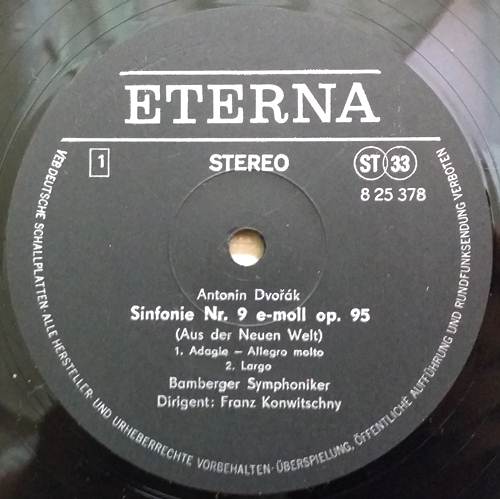 ETERNA
1
STEREO
ST 33
8 25 378
Antonin Dvořák
Sinfonie Nr. 9 e-moll op. 95
(Aus der Neuen Welt)
1. Adagio – Allegro molto
2. Largo
Bamberger Symphoniker
Dirigent: Franz Konwitschny
VEB DEUTSCHE SCHALLPLATTEN · ALLE HERSTELLER- UND URHEBERRECHTE VORBEHALTEN · ÜBERSPIELUNG, ÖFFENTLICHE AUFFÜHRUNG UND RUNDFUNKSENDUNG VERBOTEN